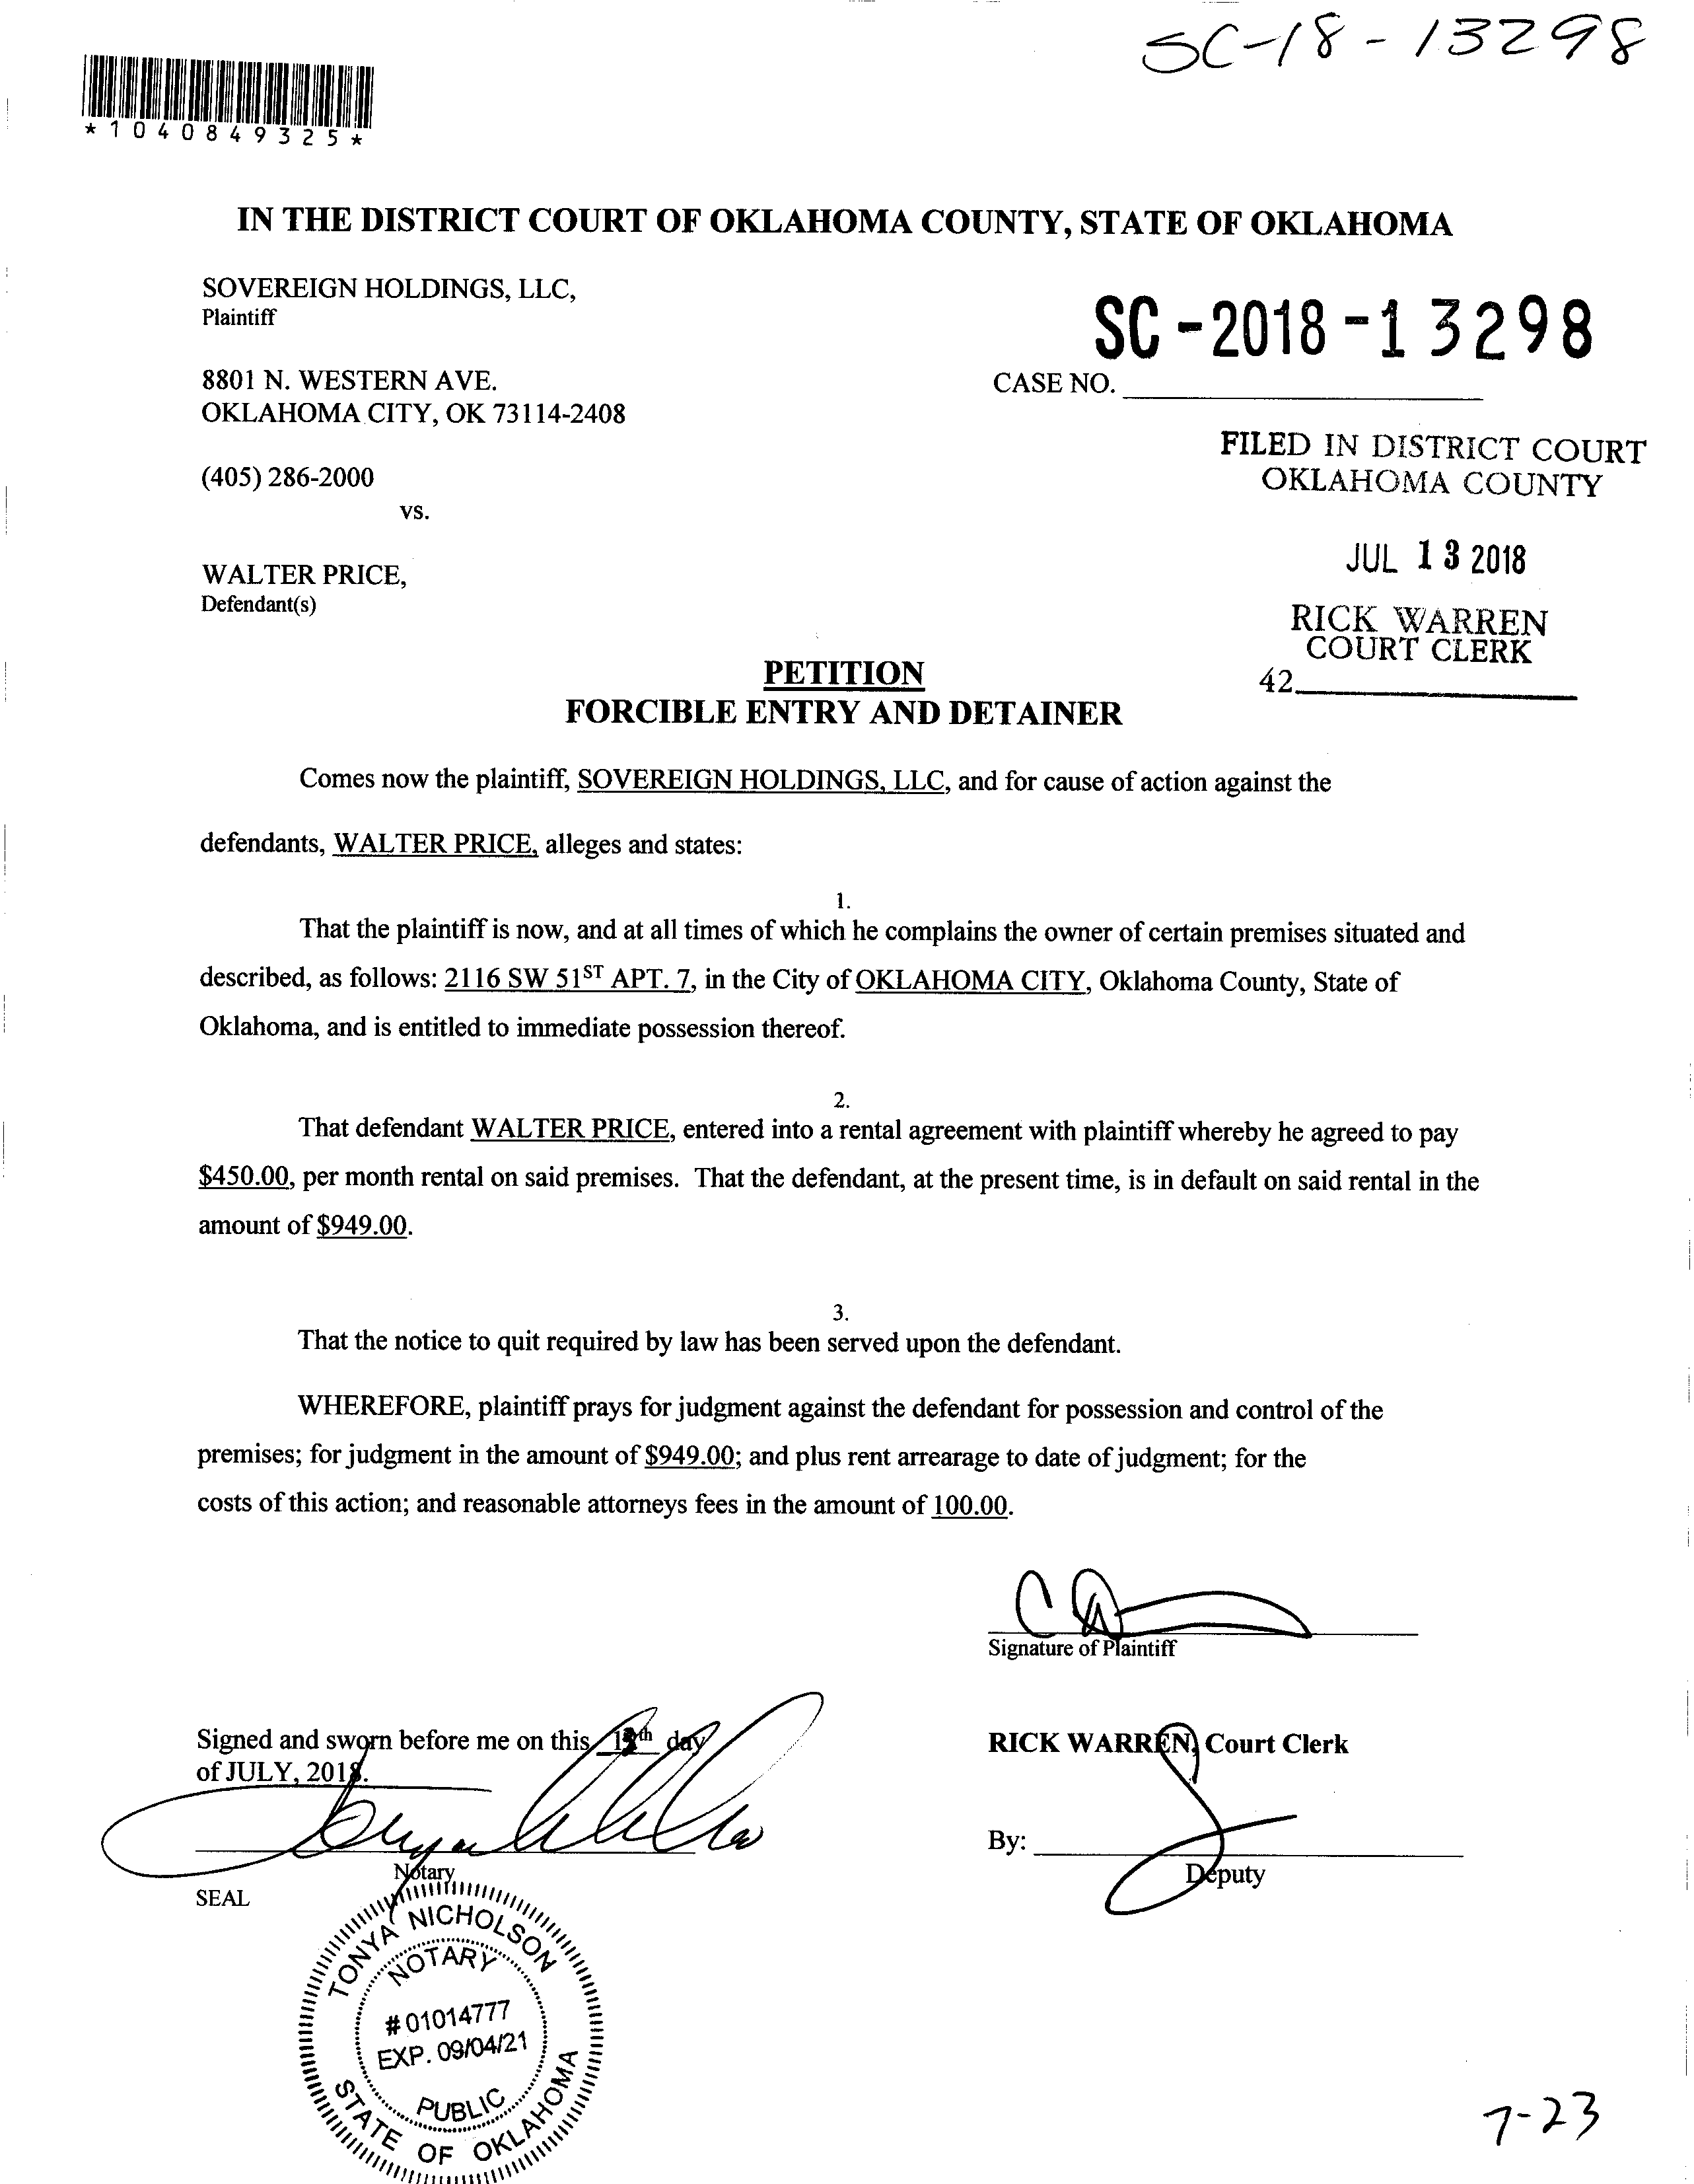 SC-18-13298
*1040849325*
IN THE DISTRICT COURT OF OKLAHOMA COUNTY, STATE OF OKLAHOMA
SOVEREIGN HOLDINGS, LLC,
Plaintiff
SC-2018-13298
8801 N. WESTERN AVE.
CASE NO.
OKLAHOMA CITY, OK 73114-2408
FILED IN DISTRICT COURT
OKLAHOMA COUNTY
(405) 286-2000
vs.
JUL 13 2018
WALTER PRICE,
Defendant(s)
RICK WARREN
COURT CLERK
42
PETITION
FORCIBLE ENTRY AND DETAINER
Comes now the plaintiff, SOVEREIGN HOLDINGS, LLC, and for cause of action against the
defendants, WALTER PRICE, alleges and states:
1.
That the plaintiff is now, and at all times of which he complains the owner of certain premises situated and
described, as follows: 2116 SW 51ST APT. 7, in the City of OKLAHOMA CITY, Oklahoma County, State of
Oklahoma, and is entitled to immediate possession thereof.
2.
That defendant WALTER PRICE, entered into a rental agreement with plaintiff whereby he agreed to pay
$450.00, per month rental on said premises. That the defendant, at the present time, is in default on said rental in the
amount of $949.00.
3.
That the notice to quit required by law has been served upon the defendant.
WHEREFORE, plaintiff prays for judgment against the defendant for possession and control of the
premises; for judgment in the amount of $949.00; and plus rent arrearage to date of judgment; for the
costs of this action; and reasonable attorneys fees in the amount of 100.00.
Signature of Plaintiff
Signed and sworn before me on this day
of JULY, 2018.
RICK WARREN, Court Clerk
By:
Notary
Deputy
SEAL
TONYA NICHOLSON
NOTARY
#01014777
EXP. 09/04/21
PUBLIC
STATE OF OKLAHOMA
7-23